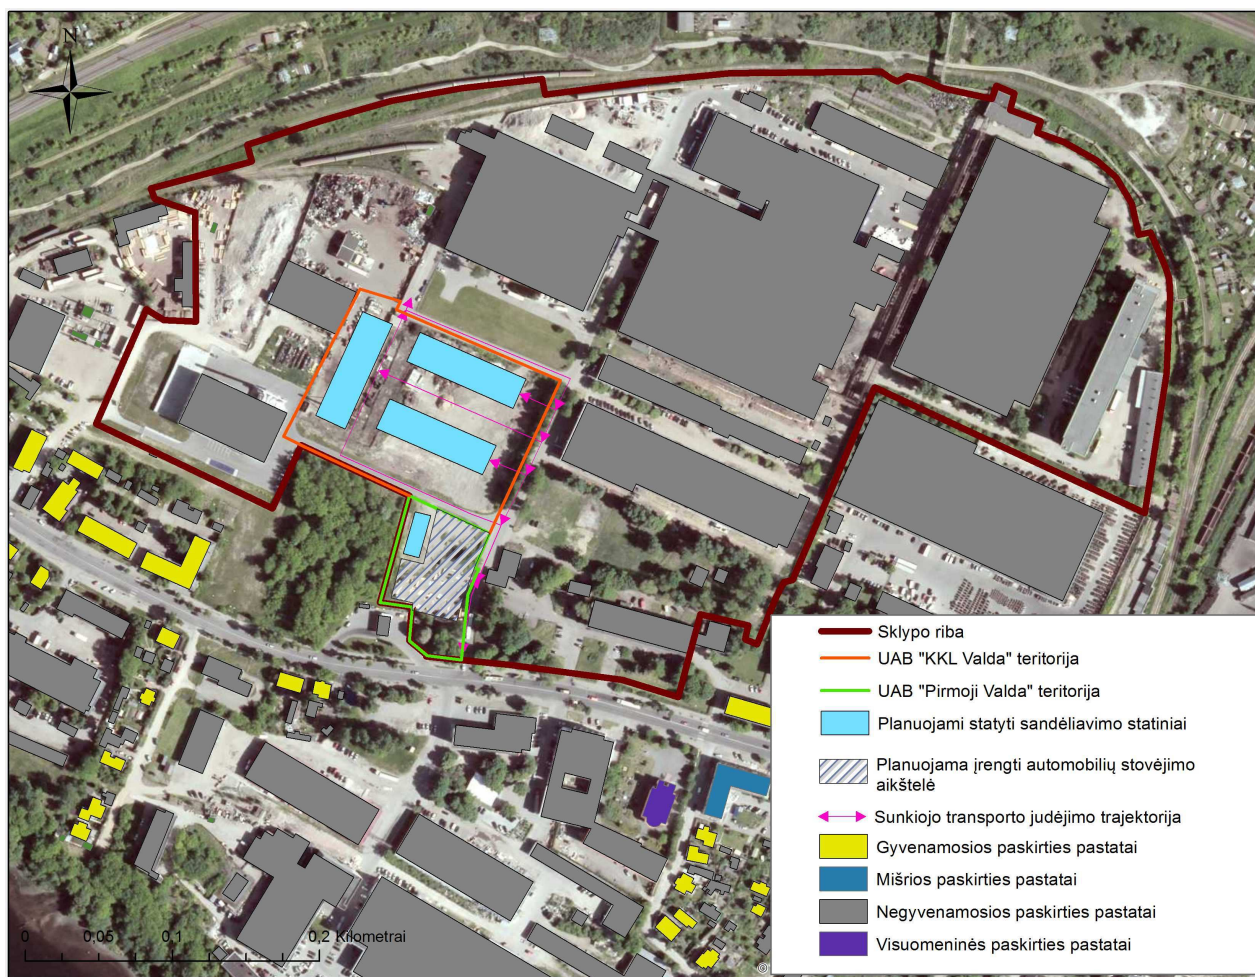 N
Sklypo riba
UAB "KKL Valda" teritorija
UAB "Pirmoji Valda" teritorija
Planuojami statyti sandėliavimo statiniai
Planuojama įrengti automobilių stovėjimo
aikštelė
Sunkiojo transporto judėjimo trajektorija
Gyvenamosios paskirties pastatai
Mišrios paskirties pastatai
Negyvenamosios paskirties pastatai
Visuomeninės paskirties pastatai
0 0,05 0,1 0,2 Kilometrai
©